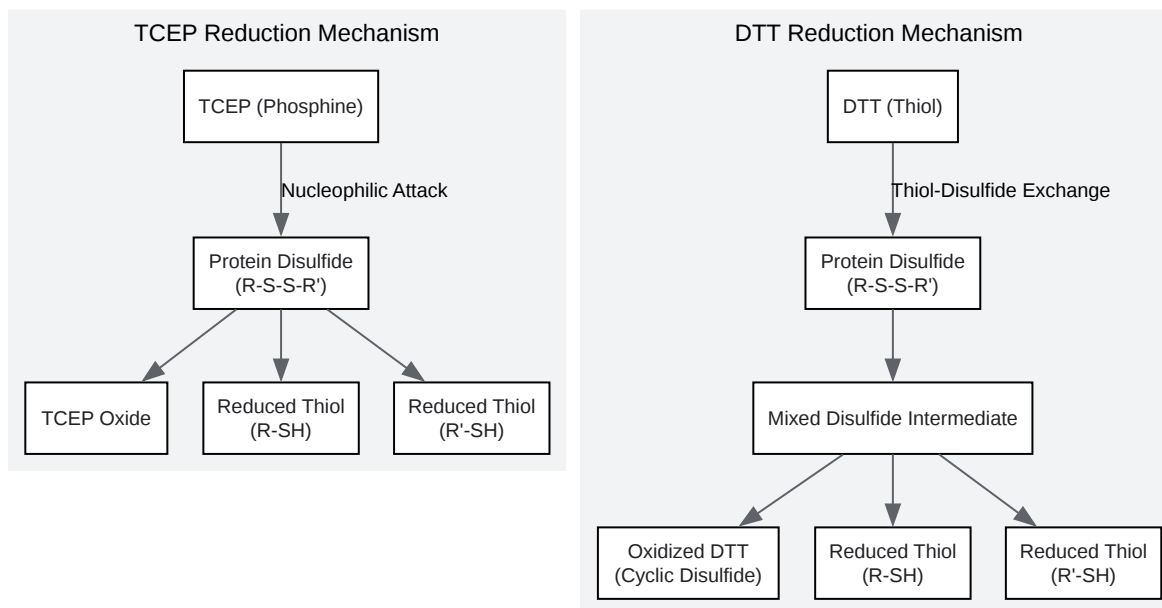 TCEP Reduction Mechanism
TCEP (Phosphine)
Nucleophilic Attack
Protein Disulfide
(R-S-S-R')
TCEP Oxide
Reduced Thiol
(R-SH)
Reduced Thiol
(R'-SH)
DTT Reduction Mechanism
DTT (Thiol)
Thiol-Disulfide Exchange
Protein Disulfide
(R-S-S-R')
Mixed Disulfide Intermediate
Oxidized DTT
(Cyclic Disulfide)
Reduced Thiol
(R-SH)
Reduced Thiol
(R'-SH)